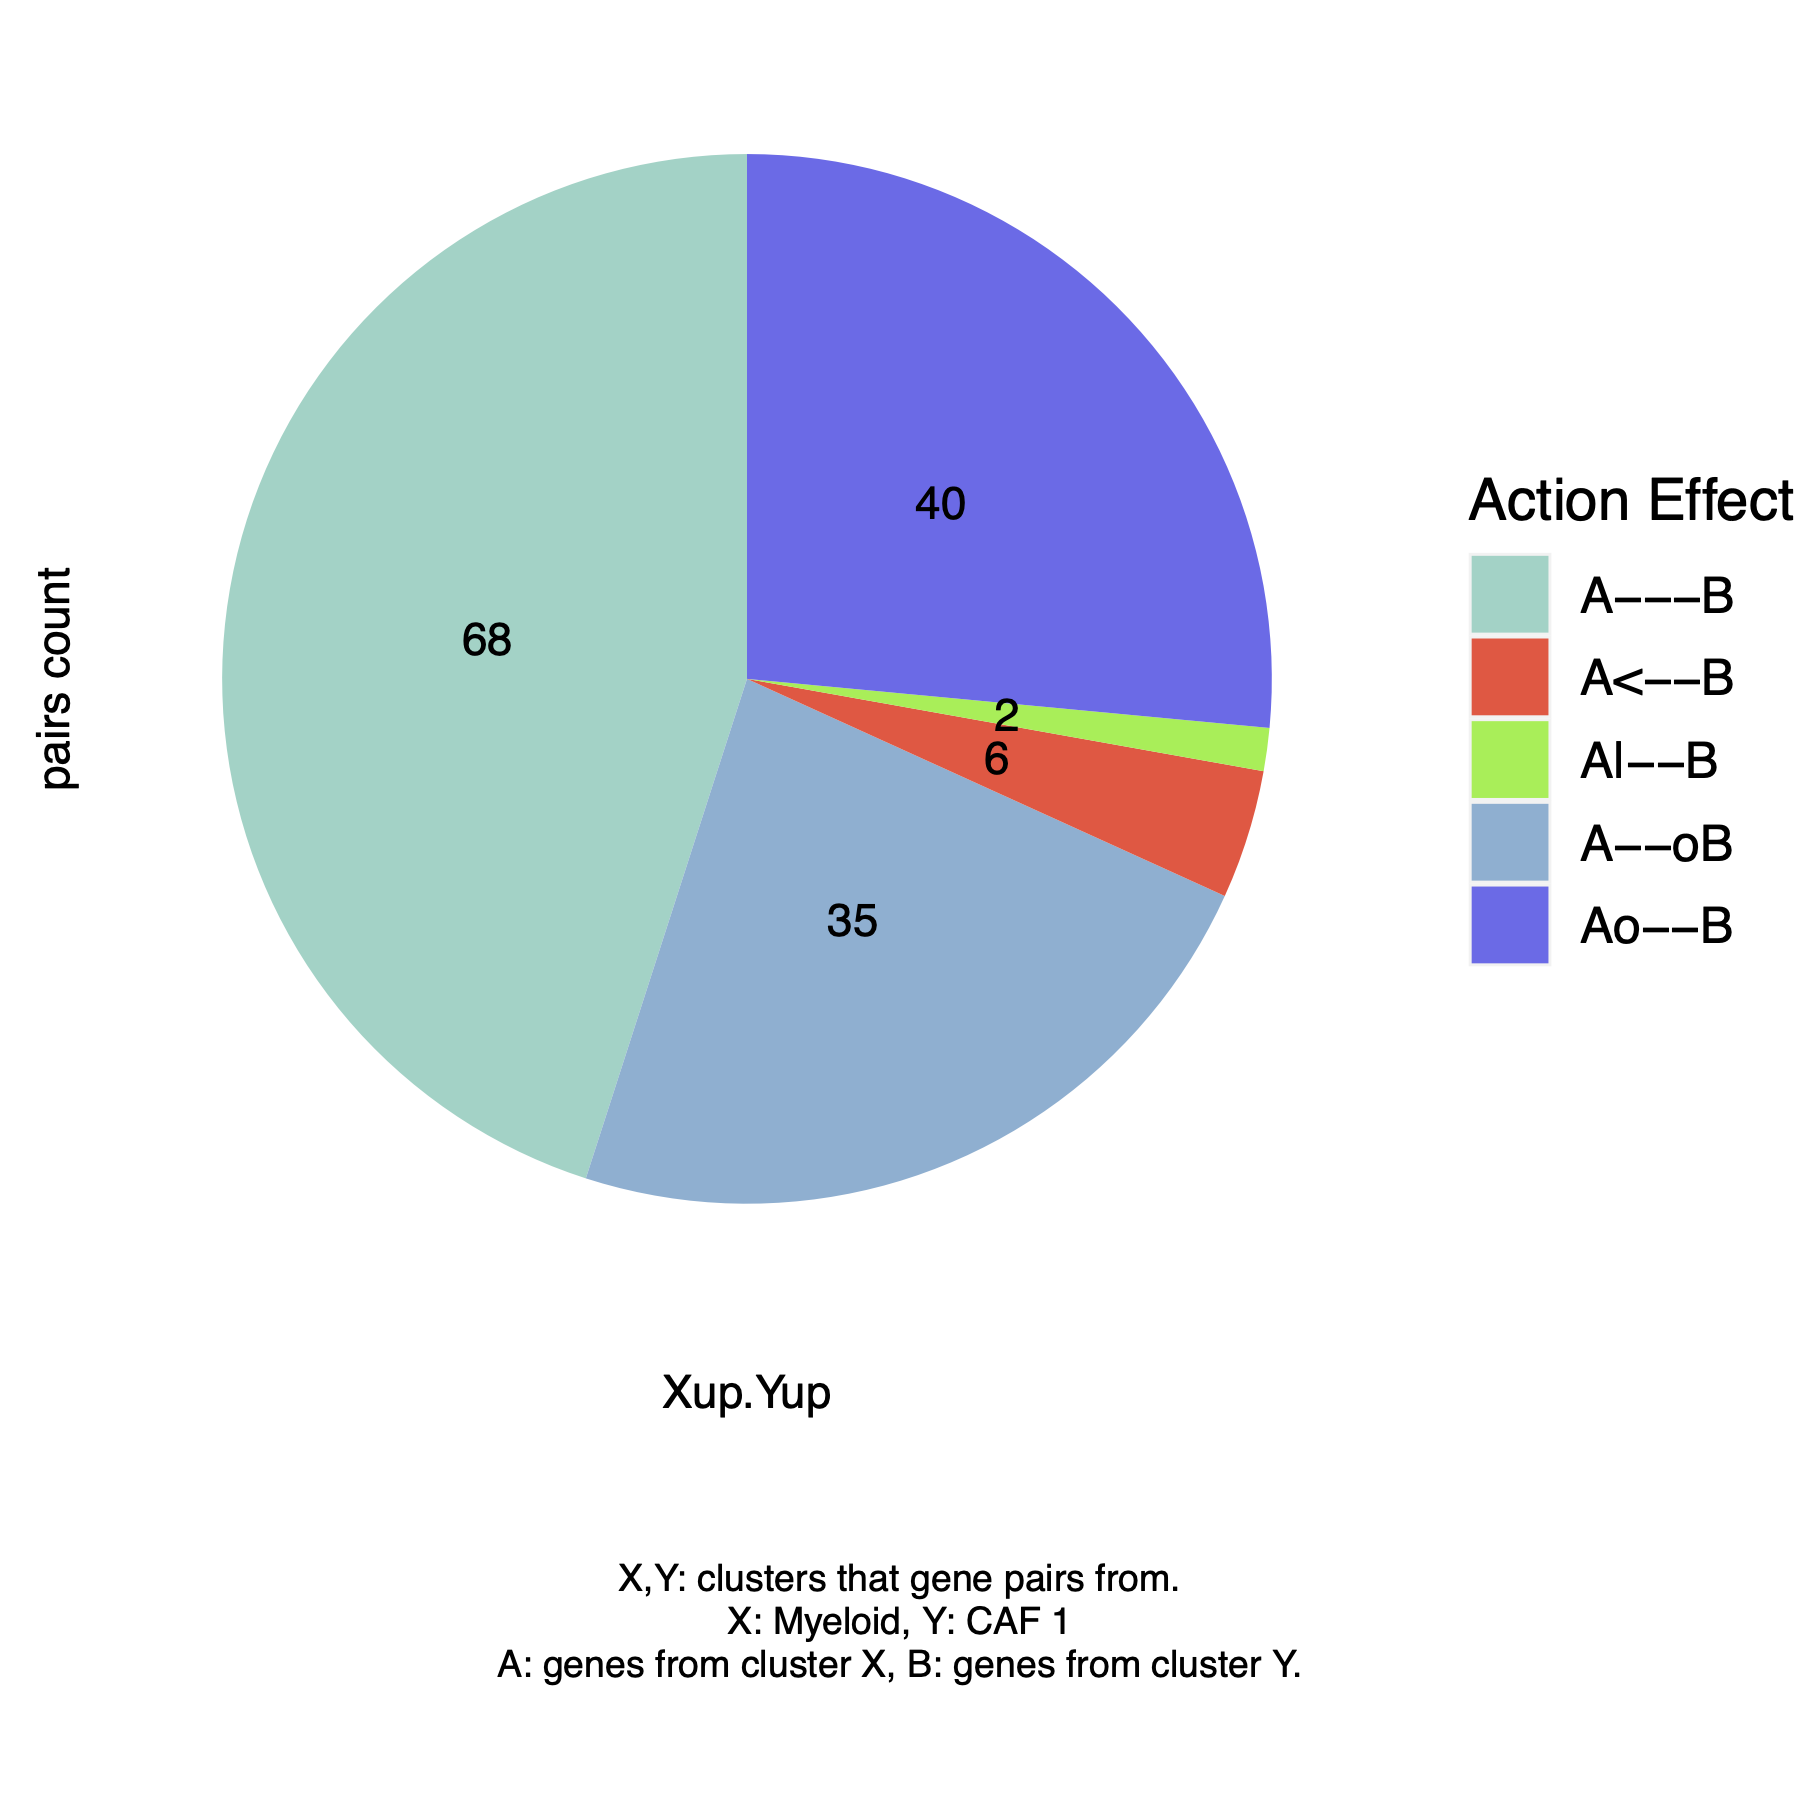 pairs count
40
68
2
6
35
Action Effect
A---B
A<--B
A|--B
A--oB
Ao--B
Xup.Yup
X,Y: clusters that gene pairs from.
X: Myeloid, Y: CAF 1
A: genes from cluster X, B: genes from cluster Y.